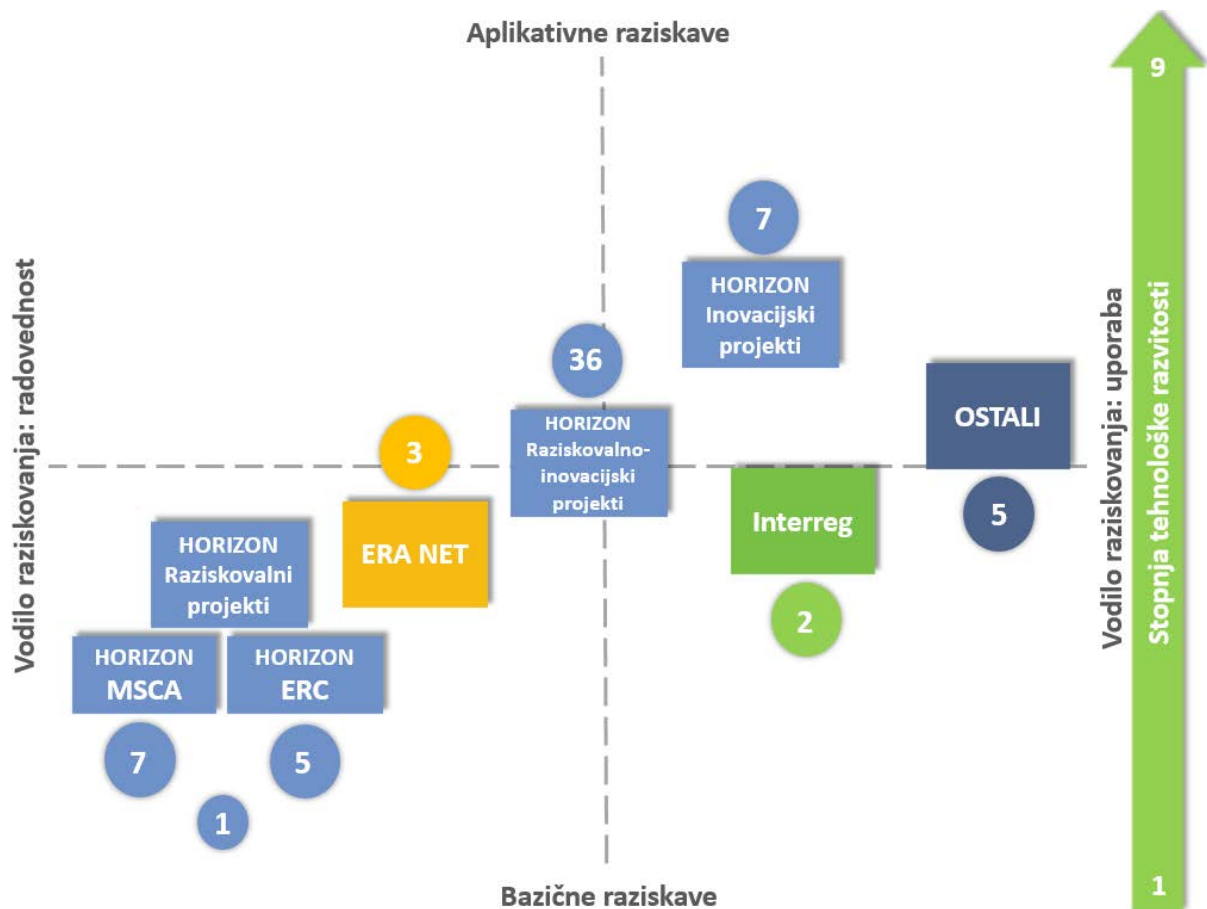 Aplikativne raziskave
9
7
HORIZON
Inovacijski
projekti
Vodilo raziskovanja: radovednost
36
HORIZON
Raziskovalno-
inovacijski
projekti
3
ERA NET
OSTALI
5
Interreg
2
Vodilo raziskovanja: uporaba
Stopnja tehnološke razvitosti
HORIZON
Raziskovalni
projekti
HORIZON
MSCA
HORIZON
ERC
7
5
1
Bazične raziskave
1